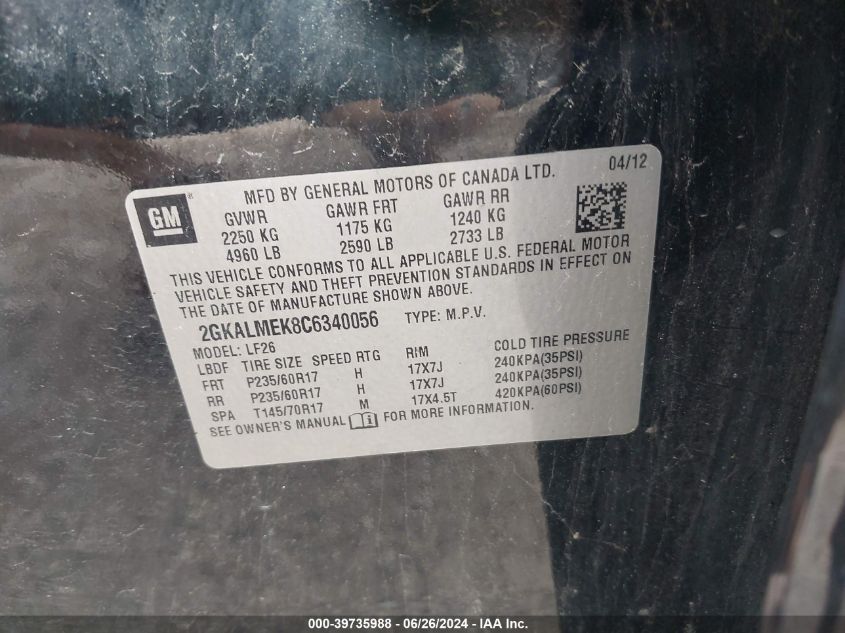 GM
MFD BY GENERAL MOTORS OF CANADA LTD. 04/12
GVWR GAWR FRT GAWR RR
2250 KG 1175 KG 1240 KG
4960 LB 2590 LB 2733 LB
THIS VEHICLE CONFORMS TO ALL APPLICABLE U.S. FEDERAL MOTOR
VEHICLE SAFETY AND THEFT PREVENTION STANDARDS IN EFFECT ON
THE DATE OF MANUFACTURE SHOWN ABOVE.
2GKALMEK8C6340056 TYPE: M.P.V.
MODEL: LF26
LBDF TIRE SIZE SPEED RTG RIM COLD TIRE PRESSURE
FRT P235/60R17 H 17X7J 240KPA(35PSI)
RR P235/60R17 H 17X7J 240KPA(35PSI)
SPA T145/70R17 M 17X4.5T 420KPA(60PSI)
SEE OWNER'S MANUAL i FOR MORE INFORMATION.
000-39735988 - 06/26/2024 - IAA Inc.